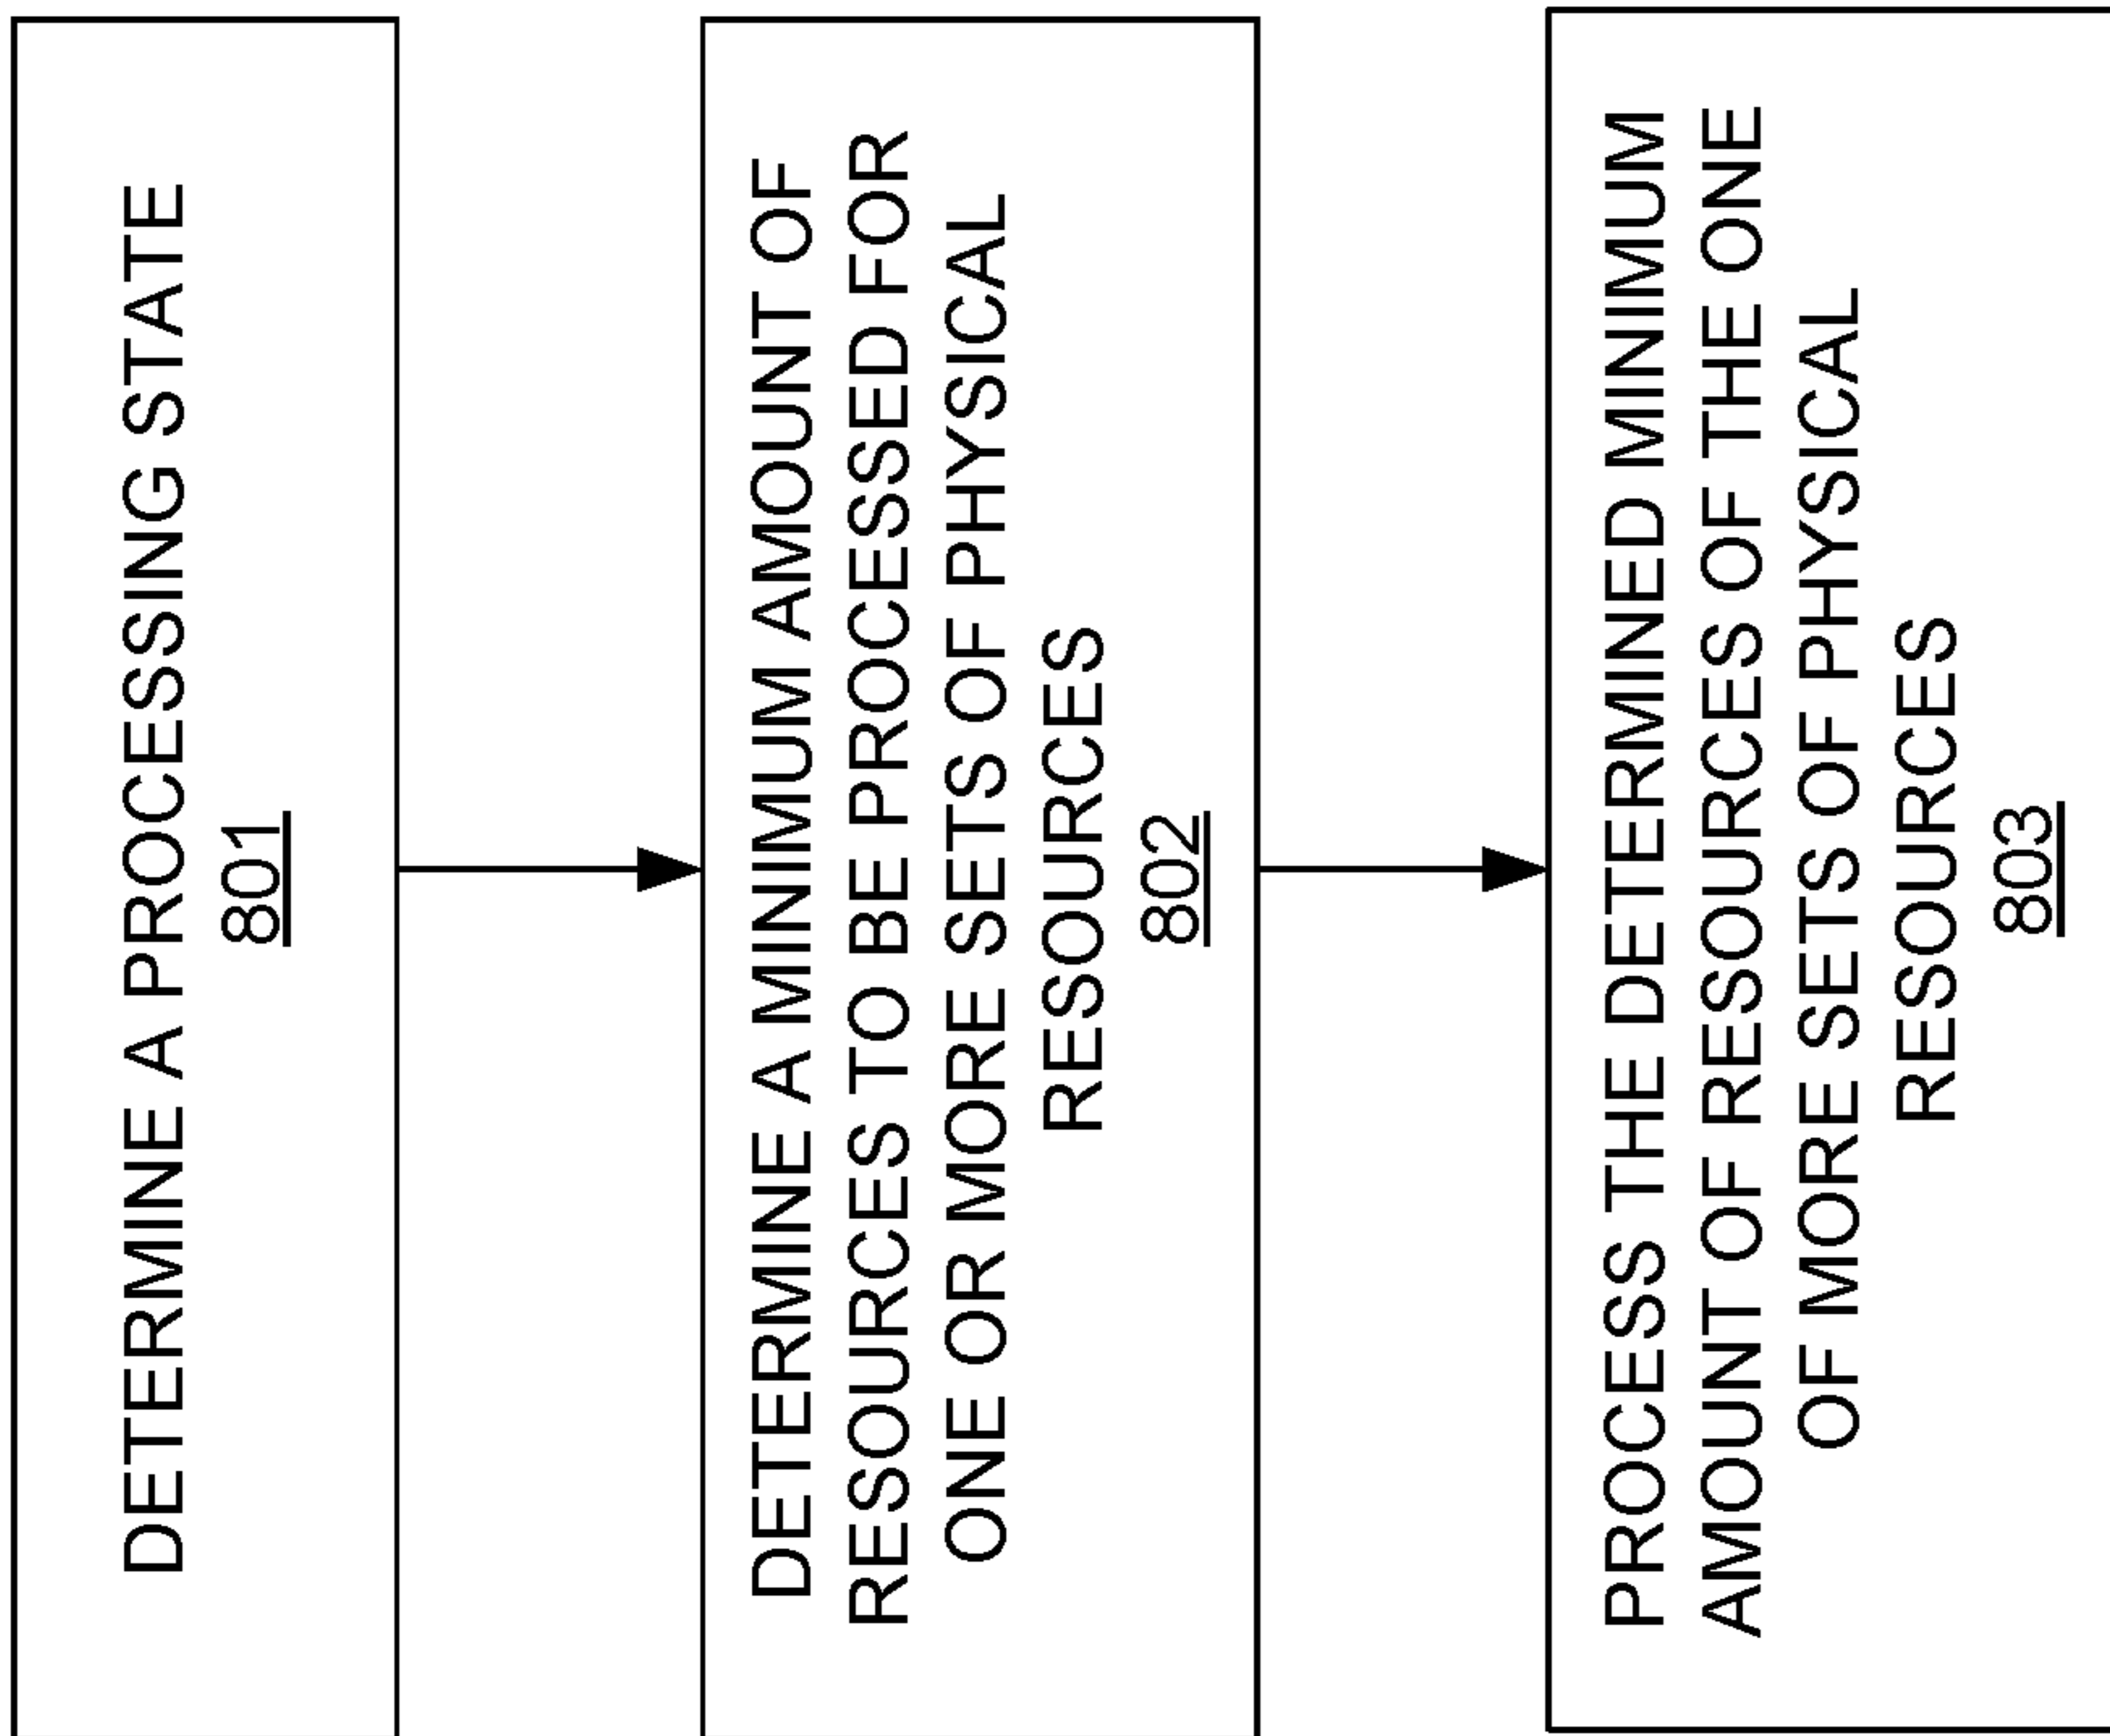 DETERMINE A PROCESSING STATE
801
DETERMINE A MINIMUM AMOUNT OF
RESOURCES TO BE PROCESSED FOR
ONE OR MORE SETS OF PHYSICAL
RESOURCES
802
PROCESS THE DETERMINED MINIMUM
AMOUNT OF RESOURCES OF THE ONE
OF MORE SETS OF PHYSICAL
RESOURCES
803